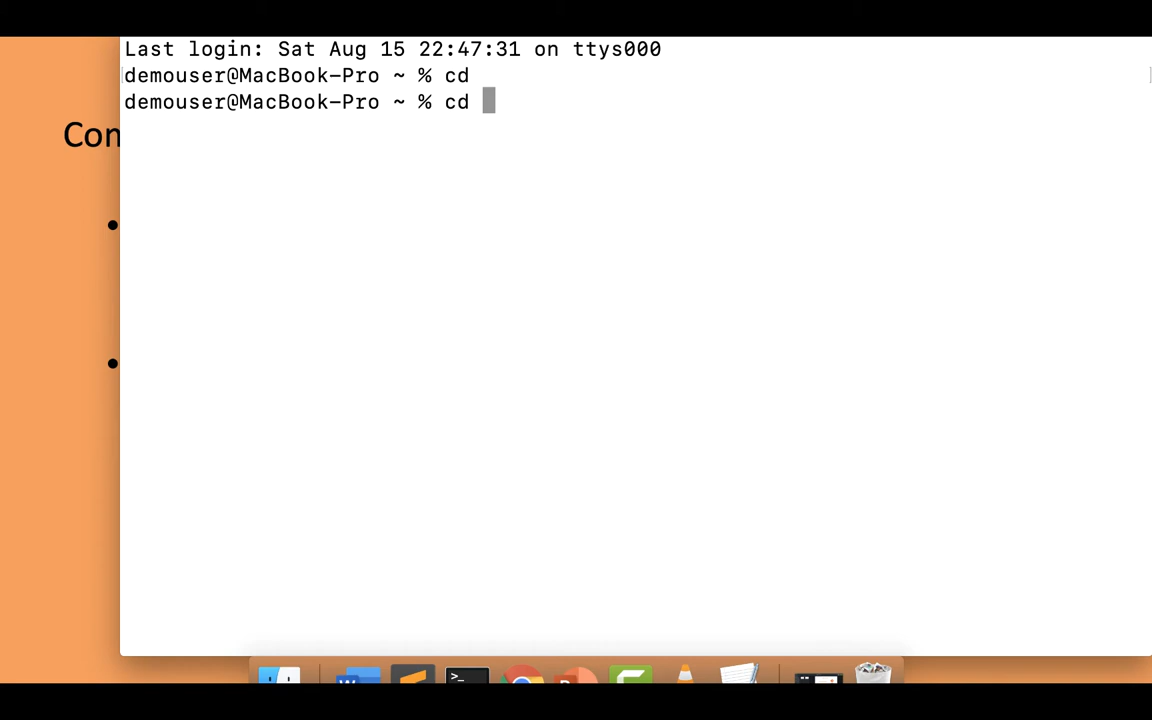 Last login: Sat Aug 15 22:47:31 on ttys000
demouser@MacBook-Pro ~ % cd
demouser@MacBook-Pro ~ % cd
Con
>_